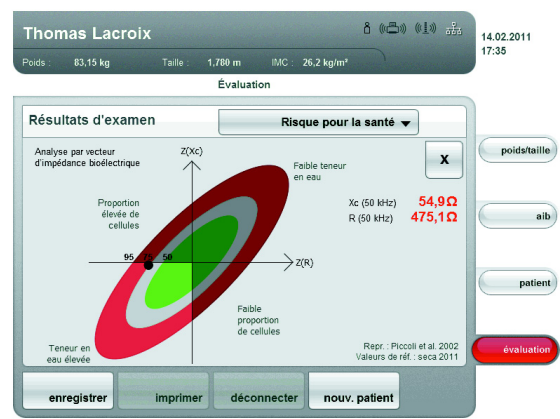 Thomas Lacroix
Poids : 83,15 kg Taille : 1,780 m IMC : 26,2 kg/m²
14.02.2011
17:35
Évaluation
Résultats d'examen
Risque pour la santé
Analyse par vecteur
d'impédance bioélectrique
Z(Xc)
Faible teneur
en eau
X
Xc (50 kHz) 54,9Ω
R (50 kHz) 475,1Ω
Proportion
élevée de
cellules
95 75 50
Z(R)
Faible
proportion
de cellules
Teneur en
eau élevée
Repr. : Piccoli et al. 2002
Valeurs de réf. : seca 2011
poids/taille
aib
patient
évaluation
enregistrer
imprimer
déconnecter
nouv. patient